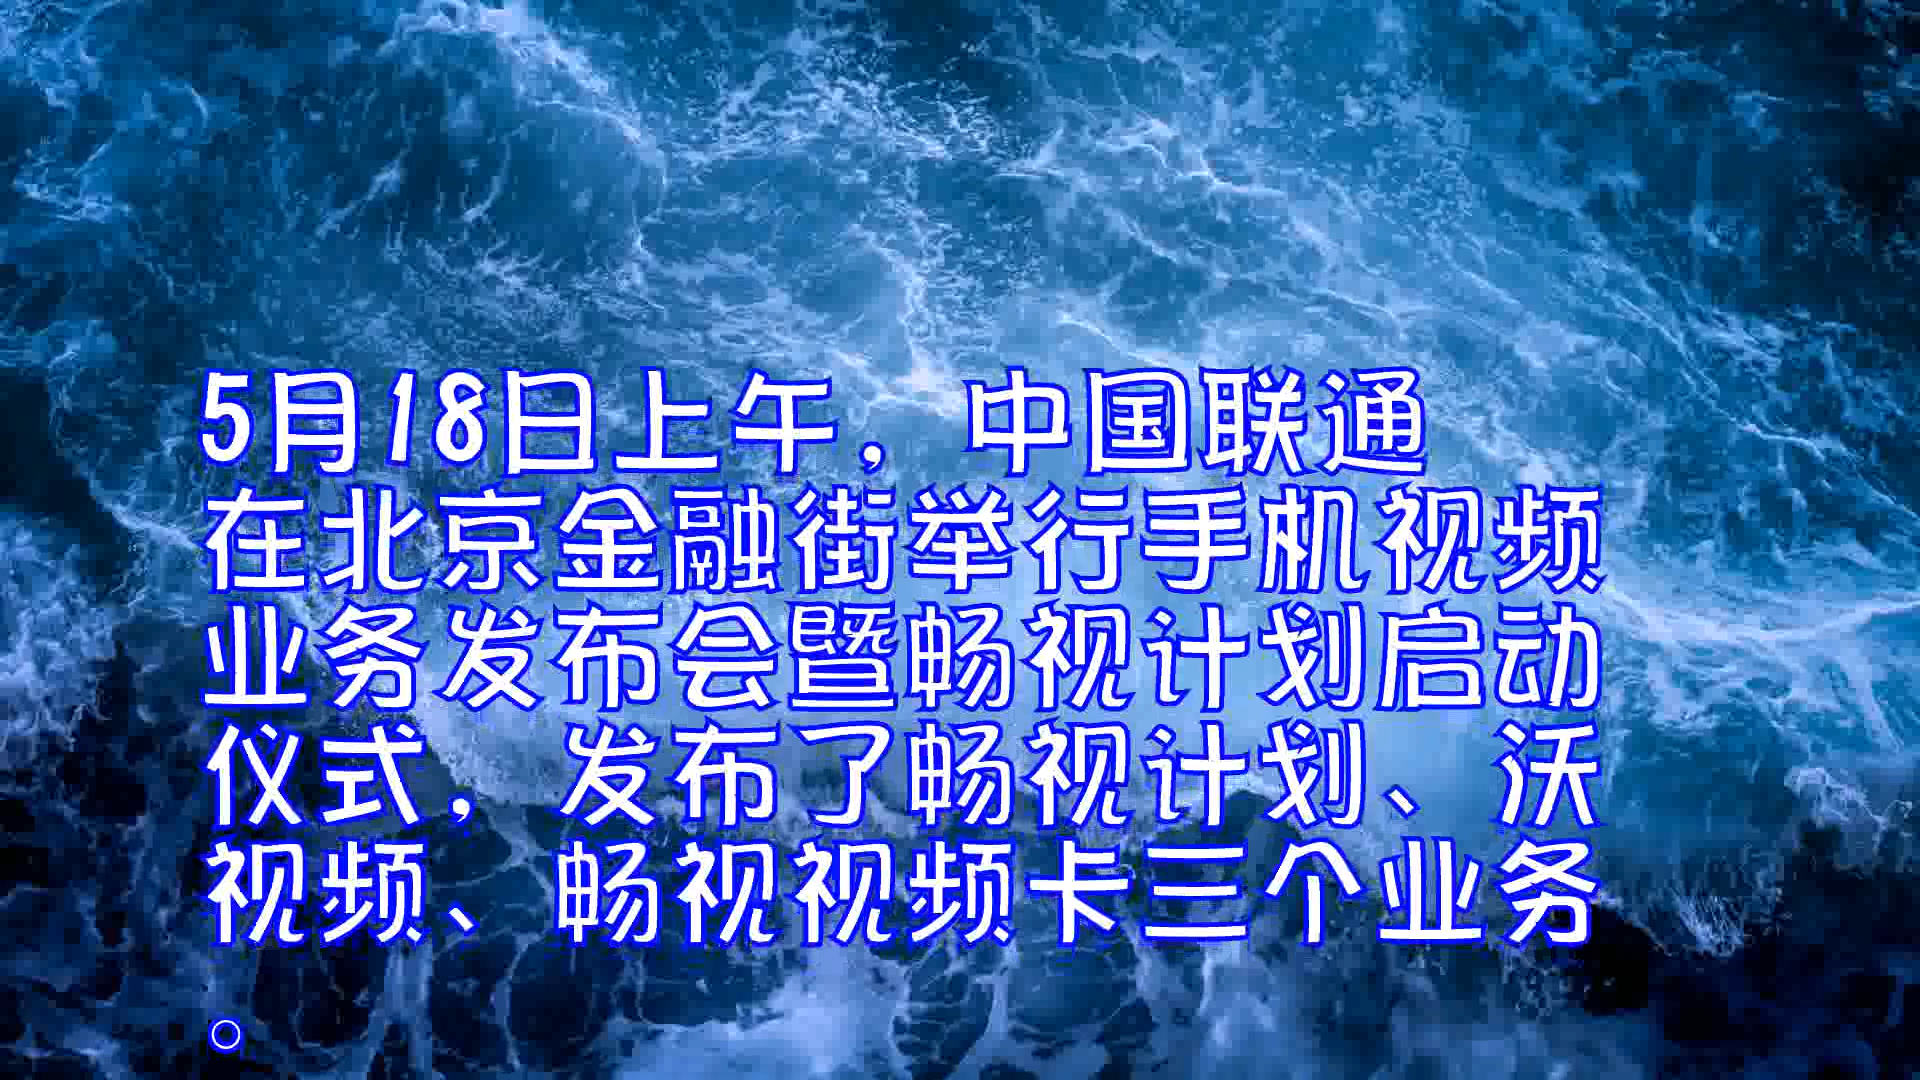 5月18日上午，中国联通
在北京金融街举行手机视频
业务发布会暨畅视计划启动
仪式，发布了畅视计划、沃
视频、畅视视频卡三个业务
。